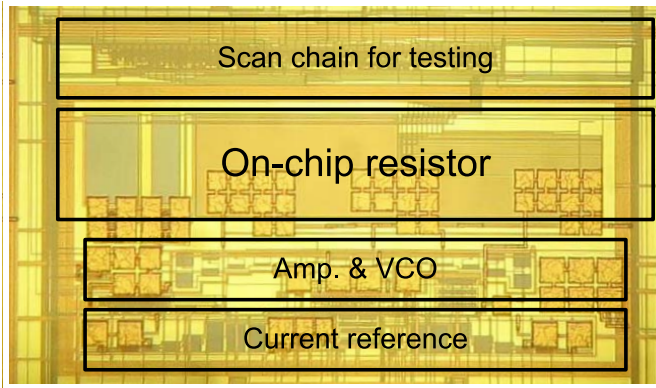 Scan chain for testing
On-chip resistor
Amp. & VCO
Current reference